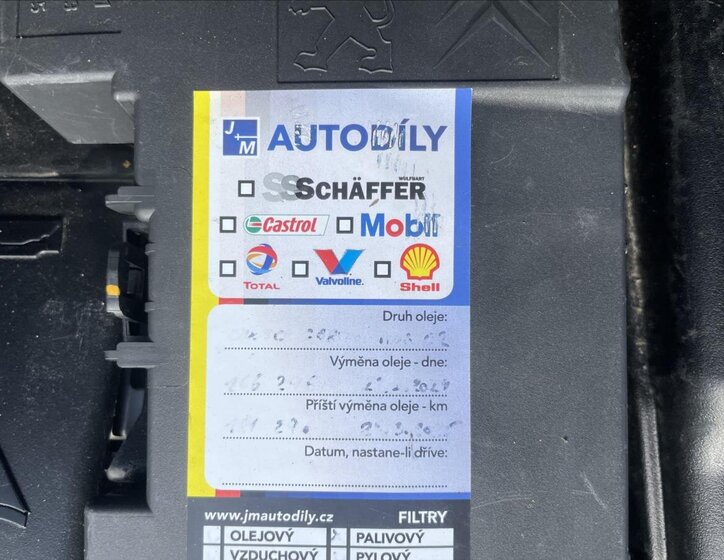 J+M AUTODÍLY
WÜLFBART
SCHÄFFER
Castrol Mobil
TOTAL Valvoline. Shell
Druh oleje:
Výměna oleje - dne:
Příští výměna oleje - km
Datum, nastane-li dříve:
www.jmautodily.cz FILTRY
OLEJOVÝ PALIVOVÝ
VZDUCHOVÝ PYLOVÝ